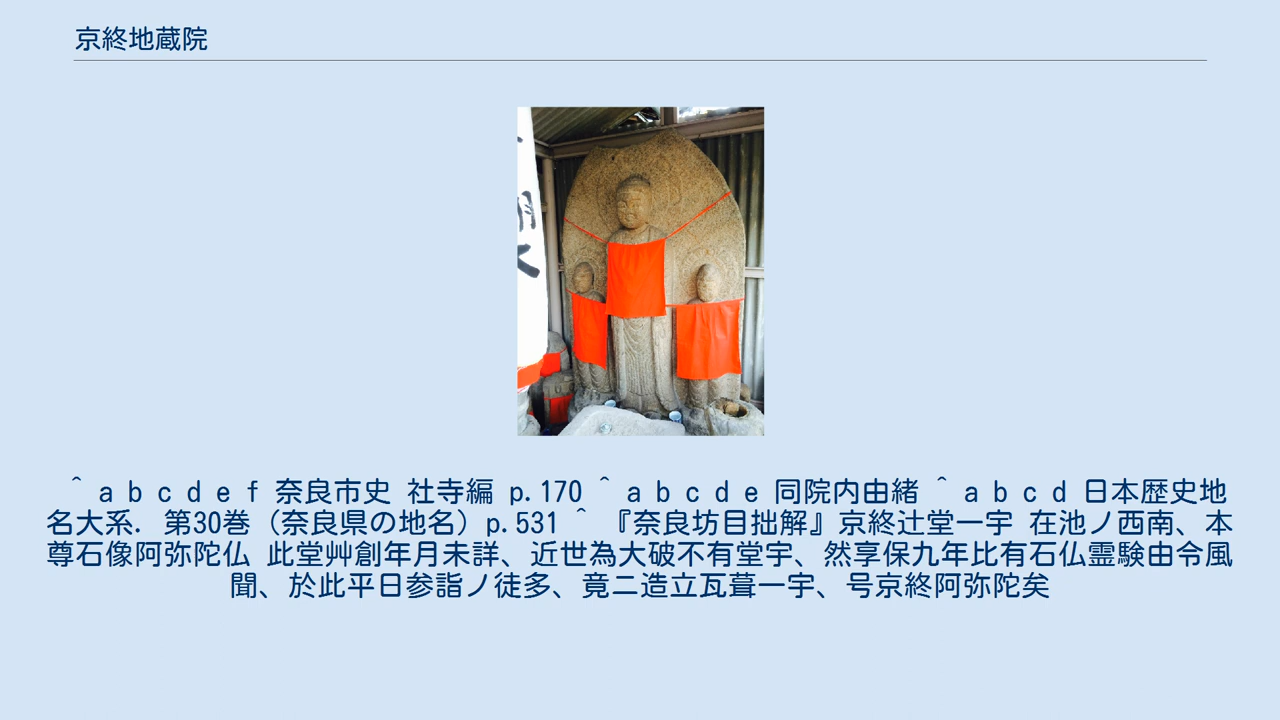 京終地蔵院
^ a b c d e f 奈良市史 社寺編 p.170 ^ a b c d e 同院内由緒 ^ a b c d 日本歴史地
名大系. 第30巻（奈良県の地名）p.531 ^ 『奈良坊目拙解』京終辻堂一宇 在池ノ西南、本
尊石像阿弥陀仏 此堂艸創年月未詳、近世為大破不有堂宇、然享保九年比有石仏霊験由令風
聞、於此平日参詣ノ徒多、竟ニ造立瓦葺一宇、号京終阿弥陀矣